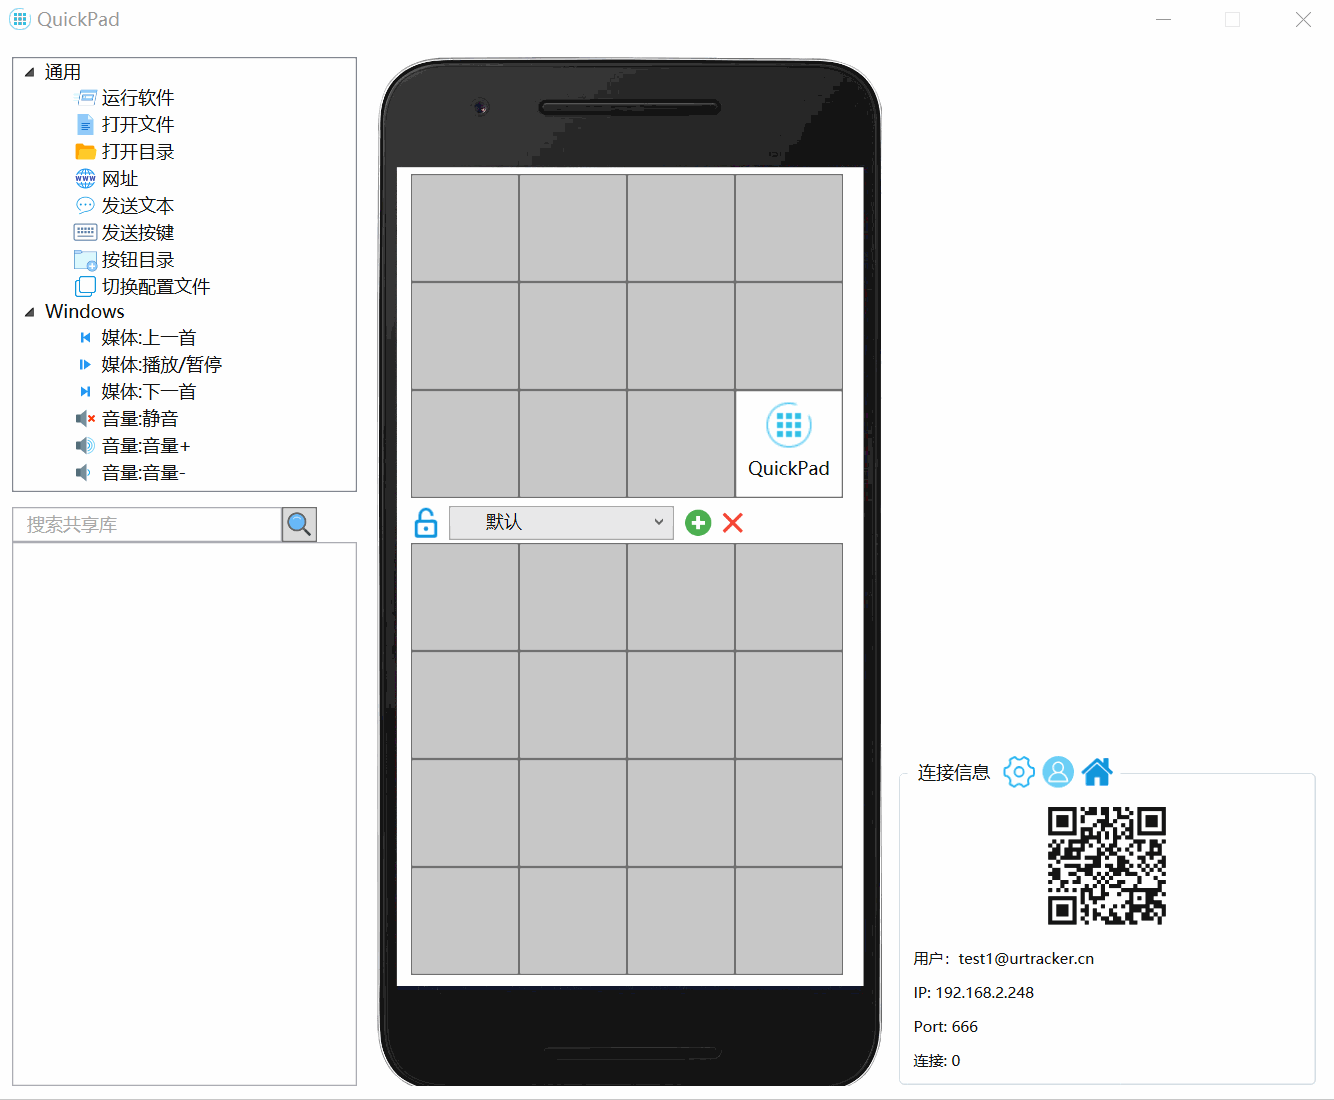 QuickPad
通用
运行软件
打开文件
打开目录
网址
发送文本
发送按键
按钮目录
切换配置文件
Windows
媒体:上一首
媒体:播放/暂停
媒体:下一首
音量:静音
音量:音量+
音量:音量-
搜索共享库
QuickPad
默认
连接信息
用户：test1@urtracker.cn
IP: 192.168.2.248
Port: 666
连接: 0